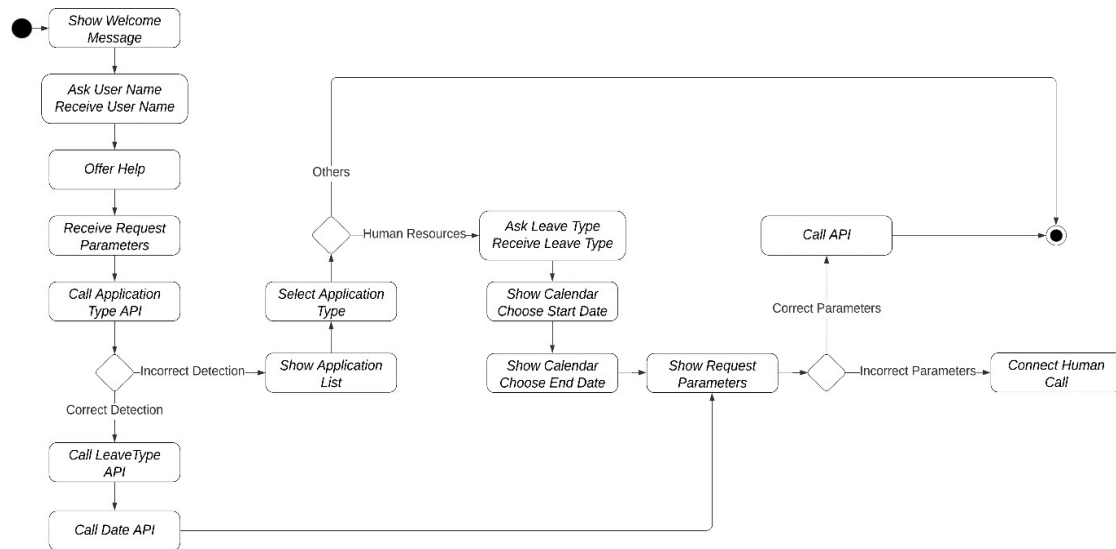 Show Welcome
Message
Ask User Name
Receive User Name
Offer Help
Receive Request
Parameters
Call Application
Type API
Incorrect Detection
Correct Detection
Call LeaveType
API
Call Date API
Show Application
List
Select Application
Type
Others
Human Resources
Ask Leave Type
Receive Leave Type
Show Calendar
Choose Start Date
Show Calendar
Choose End Date
Show Request
Parameters
Correct Parameters
Call API
Incorrect Parameters
Connect Human
Call